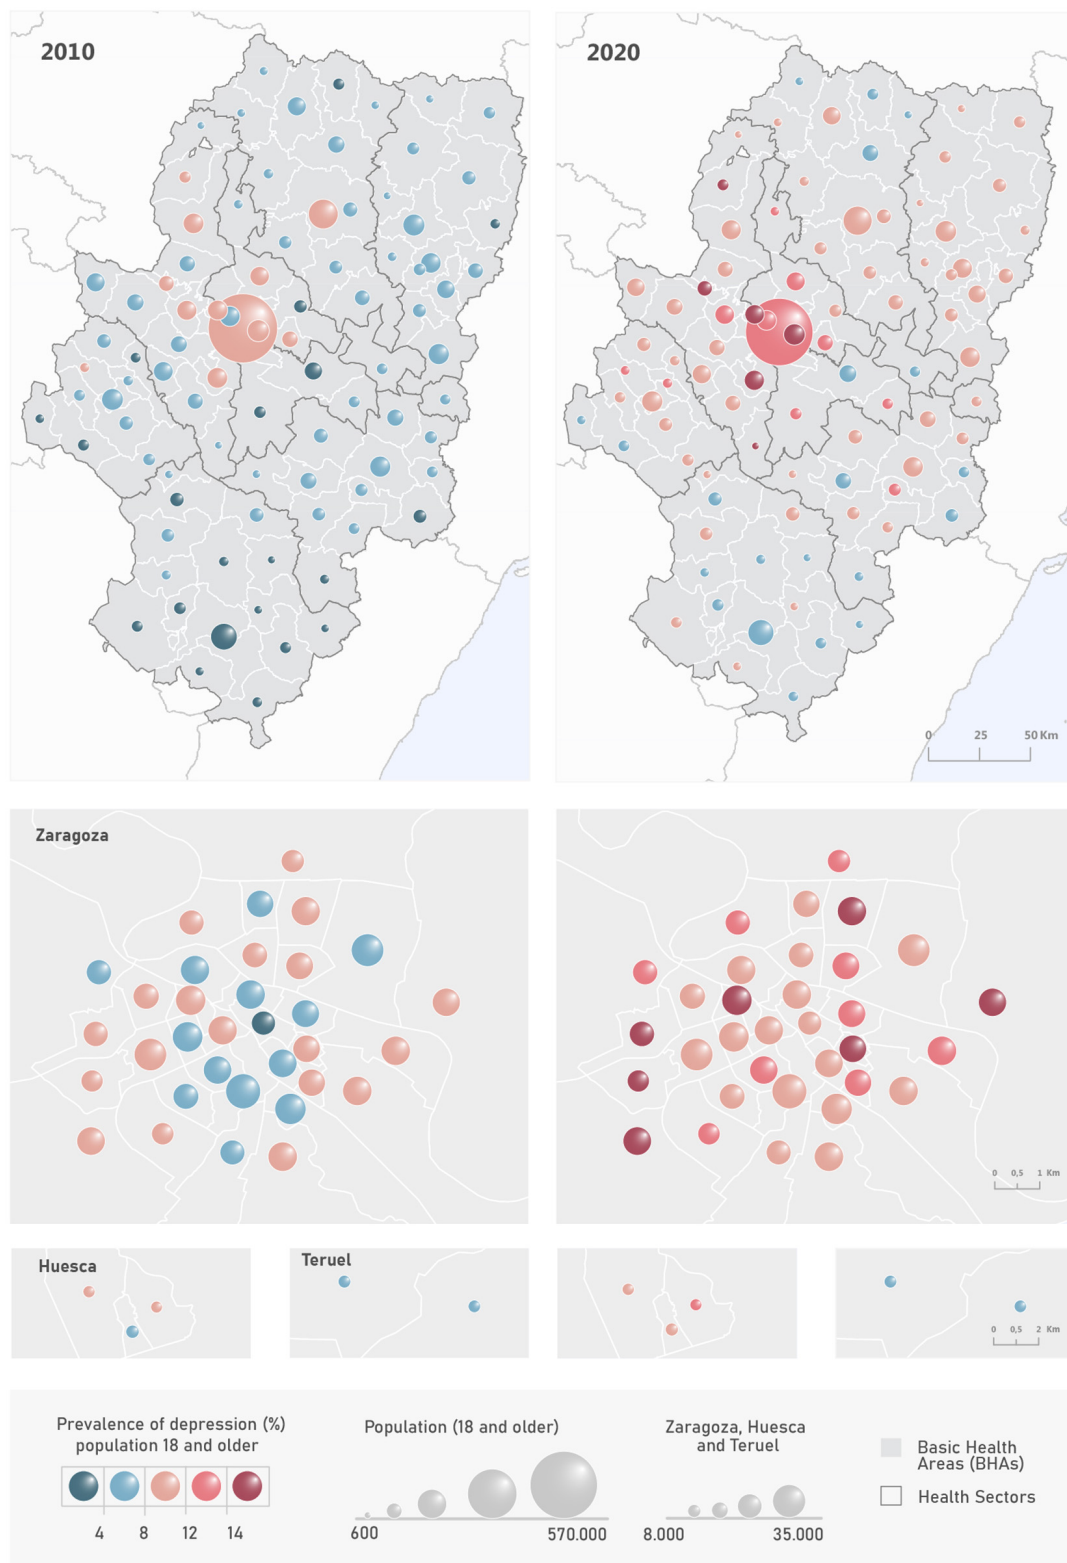 2010
2020
0 25 50 Km
Zaragoza
0 0,5 1 Km
Huesca
Teruel
0 0,5 2 Km
Prevalence of depression (%)
population 18 and older
4 8 12 14
Population (18 and older)
600 570.000
Zaragoza, Huesca
and Teruel
8.000 35.000
Basic Health
Areas (BHAs)
Health Sectors